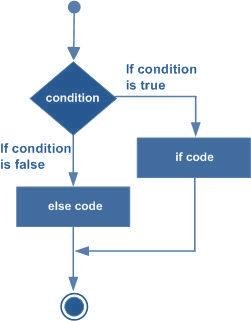 condition
If condition
is true
If condition
is false
if code
else code